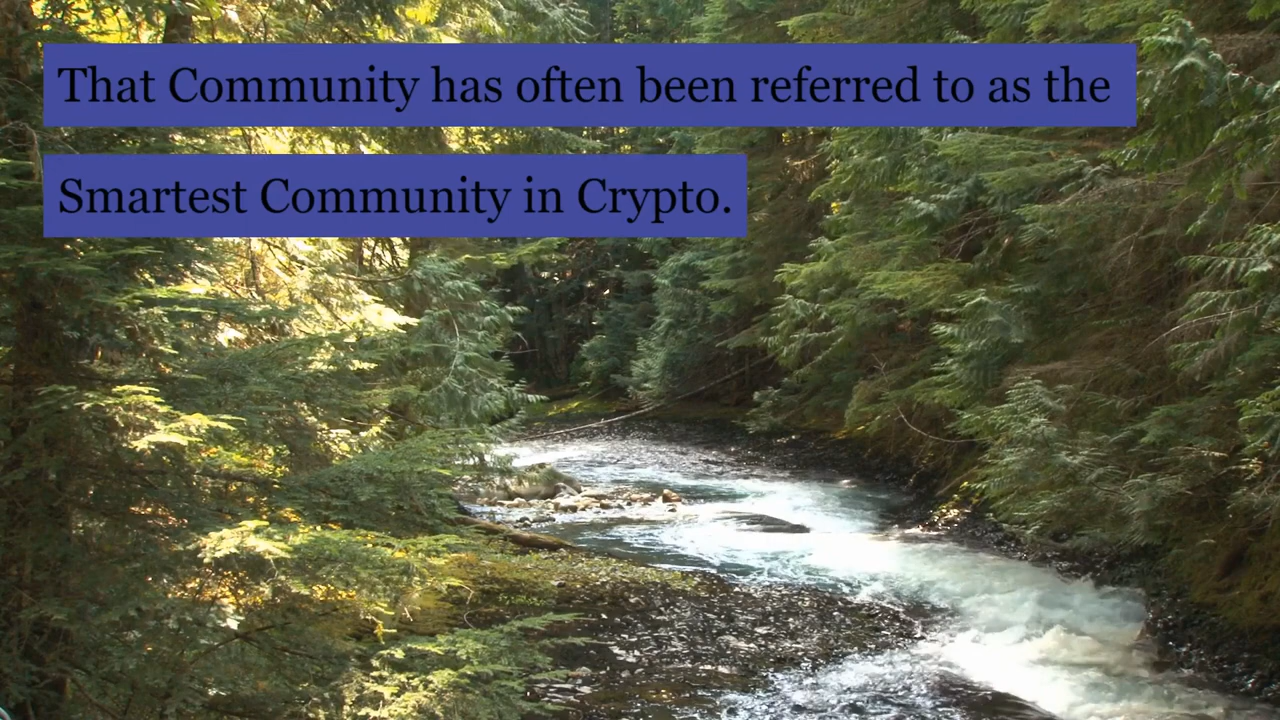 That Community has often been referred to as the
Smartest Community in Crypto.